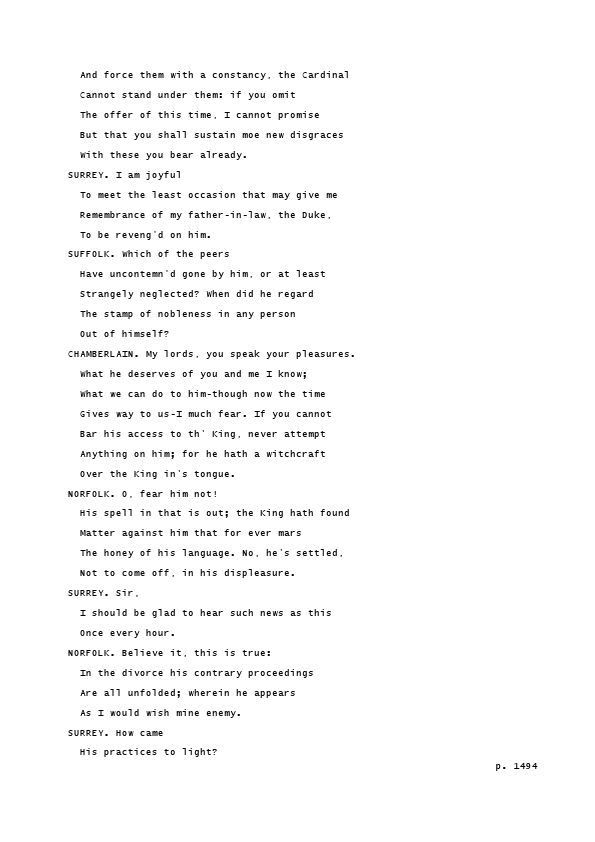 And force them with a constancy, the Cardinal
Cannot stand under them: if you omit
The offer of this time, I cannot promise
But that you shall sustain moe new disgraces
With these you bear already.
SURREY. I am joyful
To meet the least occasion that may give me
Remembrance of my father-in-law, the Duke,
To be reveng'd on him.
SUFFOLK. Which of the peers
Have uncontemn'd gone by him, or at least
Strangely neglected? When did he regard
The stamp of nobleness in any person
Out of himself?
CHAMBERLAIN. My lords, you speak your pleasures.
What he deserves of you and me I know;
What we can do to him-though now the time
Gives way to us-I much fear. If you cannot
Bar his access to th' King, never attempt
Anything on him; for he hath a witchcraft
Over the King in's tongue.
NORFOLK. O, fear him not!
His spell in that is out; the King hath found
Matter against him that for ever mars
The honey of his language. No, he's settled,
Not to come off, in his displeasure.
SURREY. Sir,
I should be glad to hear such news as this
Once every hour.
NORFOLK. Believe it, this is true:
In the divorce his contrary proceedings
Are all unfolded; wherein he appears
As I would wish mine enemy.
SURREY. How came
His practices to light?
p. 1494